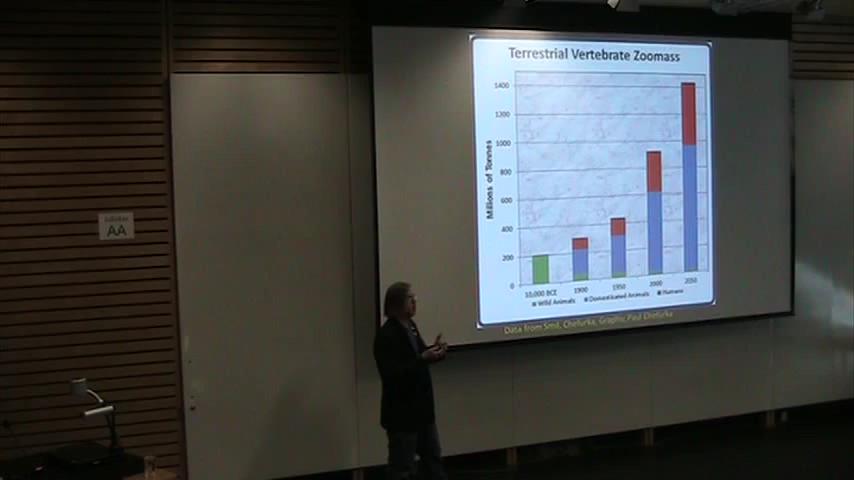 Terrestrial Vertebrate Zoomass
Millions of Tonnes
1400
1200
1000
800
600
400
200
0
10,000 BCE 1900 1950 2000 2050
Wild Animals Domesticated Animals Humans
Data from Smil, Chefurka, Graphic Paul Chefurka
AA